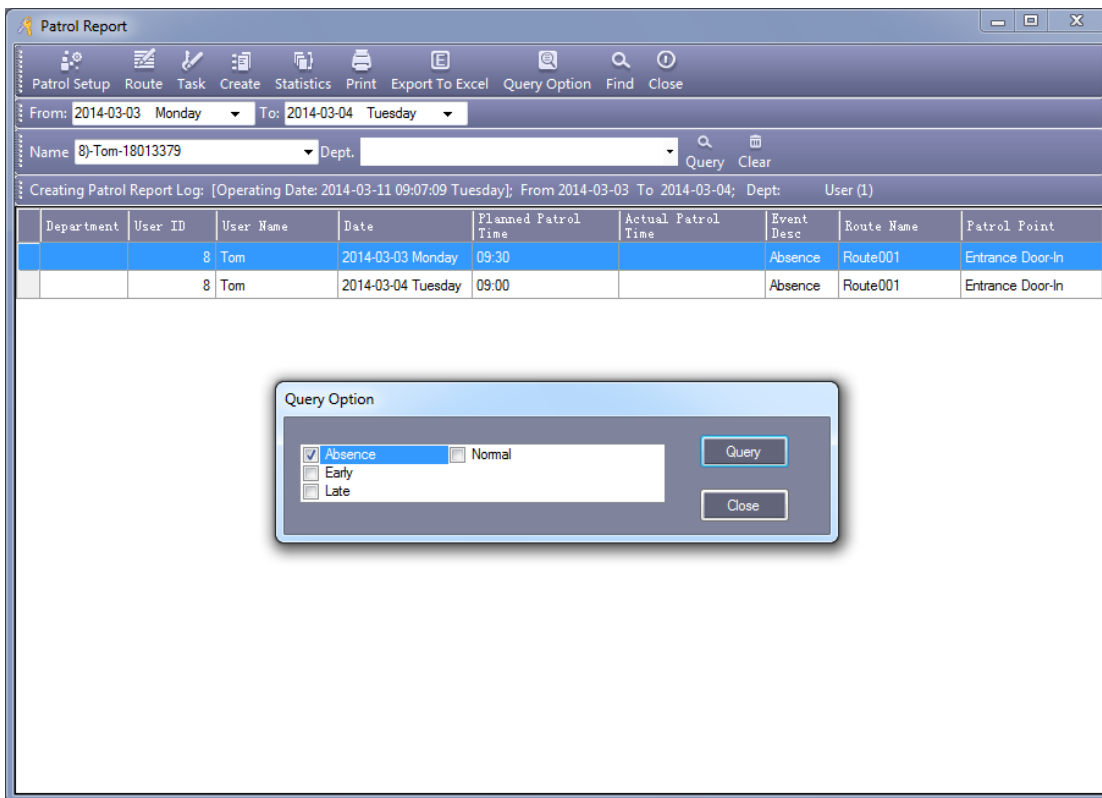 Patrol Report
Patrol Setup Route Task Create Statistics Print Export To Excel Query Option Find Close
From: 2014-03-03 Monday To: 2014-03-04 Tuesday
Name 8)-Tom-18013379 Dept. Query Clear
Creating Patrol Report Log: [Operating Date: 2014-03-11 09:07:09 Tuesday]; From 2014-03-03 To 2014-03-04; Dept: User (1)
Department User ID User Name Date Planned Patrol Time Actual Patrol Time Event Desc Route Name Patrol Point
8 Tom 2014-03-03 Monday 09:30 Absence Route001 Entrance Door-In
8 Tom 2014-03-04 Tuesday 09:00 Absence Route001 Entrance Door-In
Query Option
Absence Normal Query
Early
Late Close